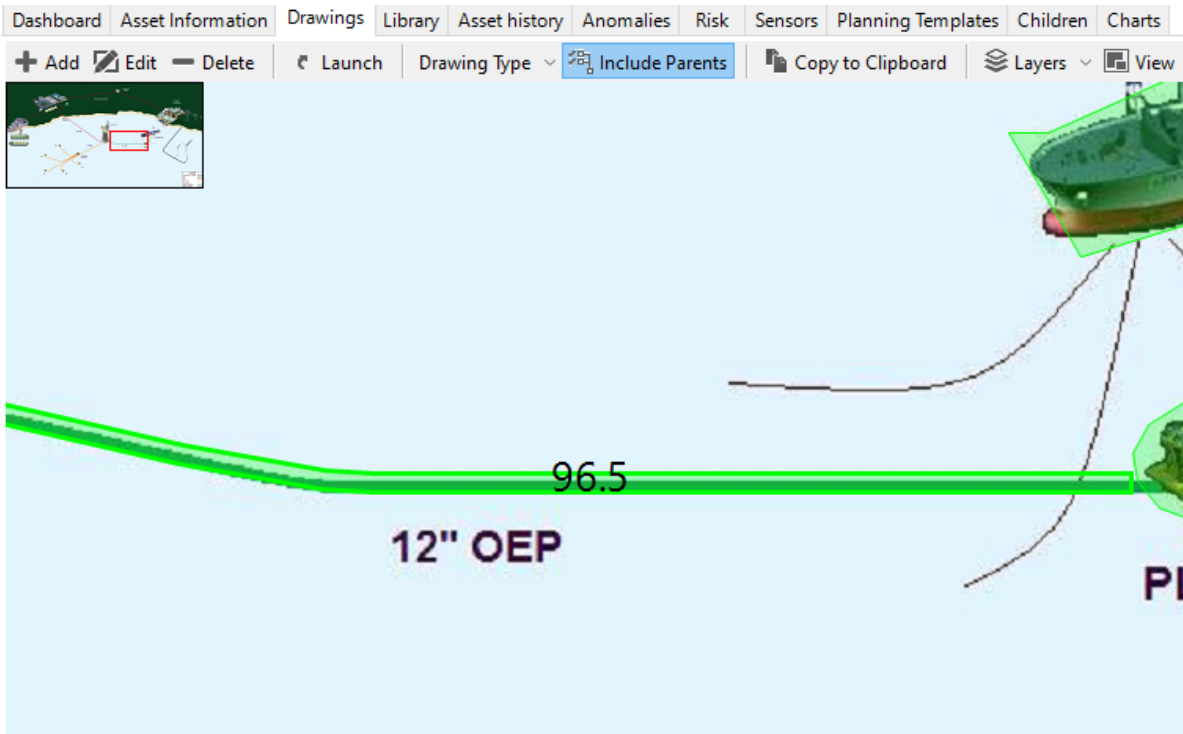 Dashboard Asset Information Drawings Library Asset history Anomalies Risk Sensors Planning Templates Children Charts
Add Edit Delete Launch Drawing Type Include Parents Copy to Clipboard Layers View
96.5
12" OEP